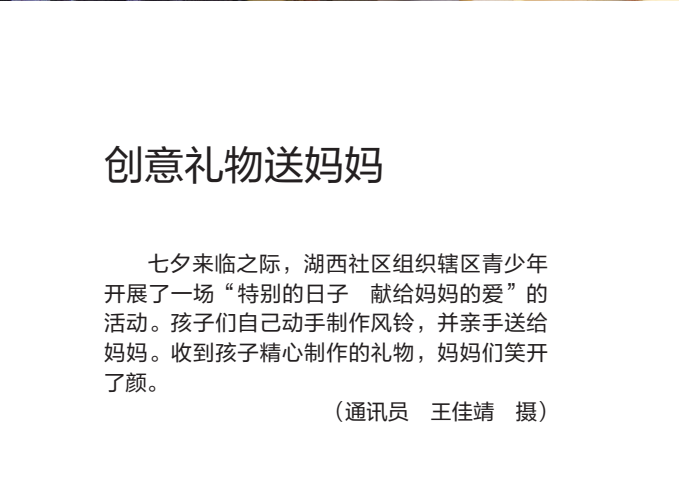 创意礼物送妈妈
七夕来临之际，湖西社区组织辖区青少年
开展了一场“特别的日子　献给妈妈的爱”的
活动。孩子们自己动手制作风铃，并亲手送给
妈妈。收到孩子精心制作的礼物，妈妈们笑开
了颜。
（通讯员　王佳靖　摄）